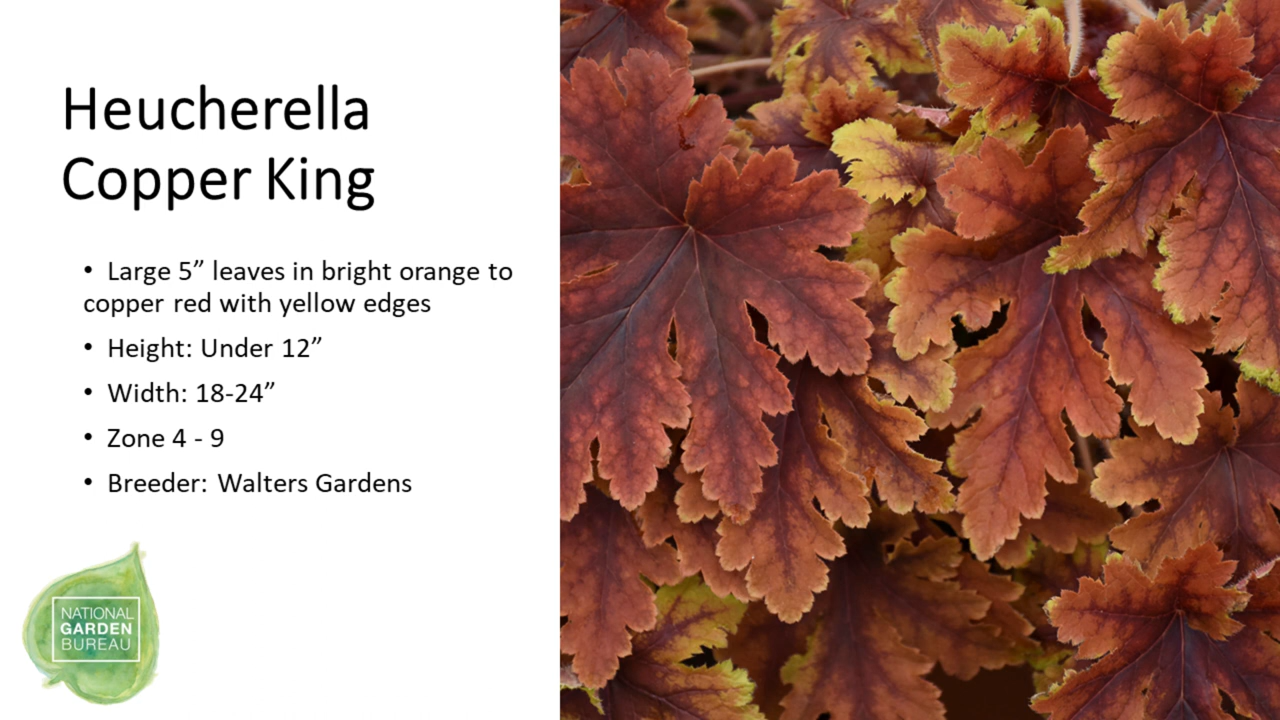 Heucherella
Copper King
• Large 5” leaves in bright orange to
copper red with yellow edges
• Height: Under 12”
• Width: 18-24”
• Zone 4 - 9
• Breeder: Walters Gardens
NATIONAL
GARDEN
BUREAU